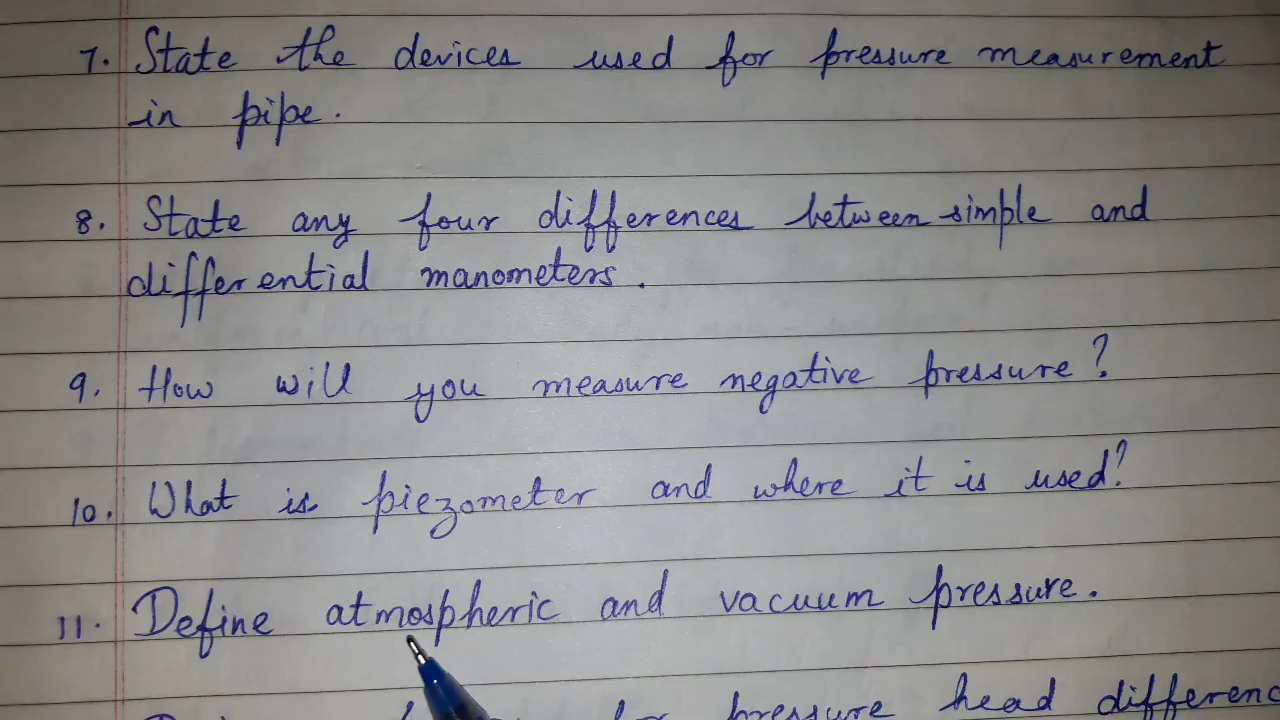 7. State the devices used for pressure measurement
in pipe.
8. State any four differences between simple and
differential manometers.
9. How will you measure negative pressure?
10. What is piezometer and where it is used?
11. Define atmospheric and vacuum pressure.
pressure head differenc